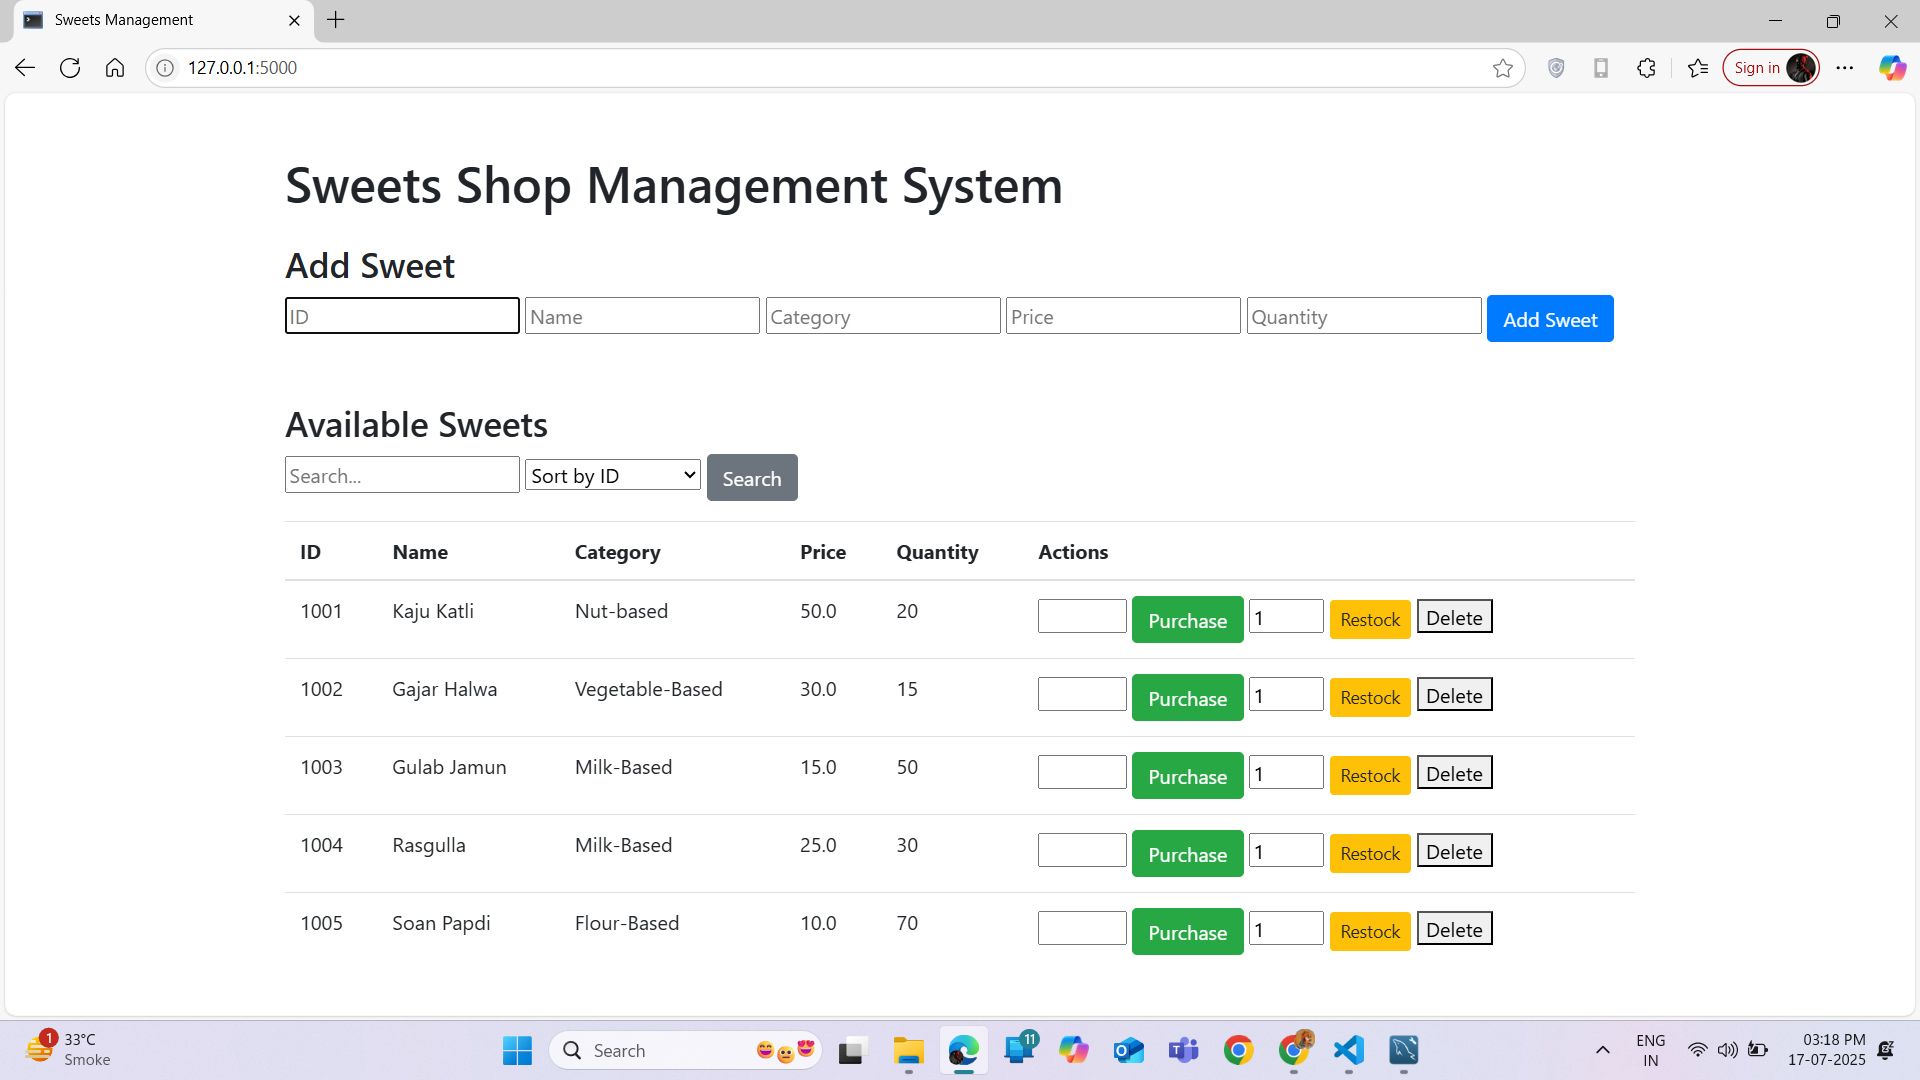 Sweets Management
127.0.0.1:5000
Sign in
Sweets Shop Management System
Add Sweet
ID Name Category Price Quantity Add Sweet
Available Sweets
Search... Sort by ID Search
ID Name Category Price Quantity Actions
1001 Kaju Katli Nut-based 50.0 20 Purchase 1 Restock Delete
1002 Gajar Halwa Vegetable-Based 30.0 15 Purchase 1 Restock Delete
1003 Gulab Jamun Milk-Based 15.0 50 Purchase 1 Restock Delete
1004 Rasgulla Milk-Based 25.0 30 Purchase 1 Restock Delete
1005 Soan Papdi Flour-Based 10.0 70 Purchase 1 Restock Delete
1 33°C
Smoke
Search
11
ENG
IN
03:18 PM
17-07-2025